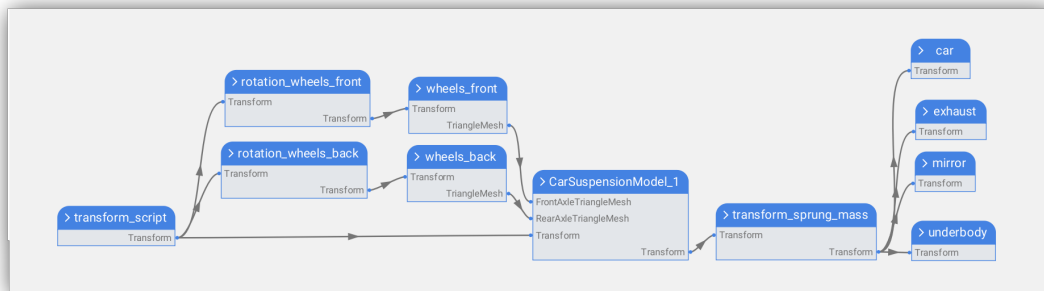 transform_script
Transform
rotation_wheels_front
Transform
Transform
rotation_wheels_back
Transform
Transform
wheels_front
Transform
TriangleMesh
wheels_back
Transform
TriangleMesh
CarSuspensionModel_1
FrontAxleTriangleMesh
RearAxleTriangleMesh
Transform
Transform
transform_sprung_mass
Transform
Transform
car
Transform
exhaust
Transform
mirror
Transform
underbody
Transform